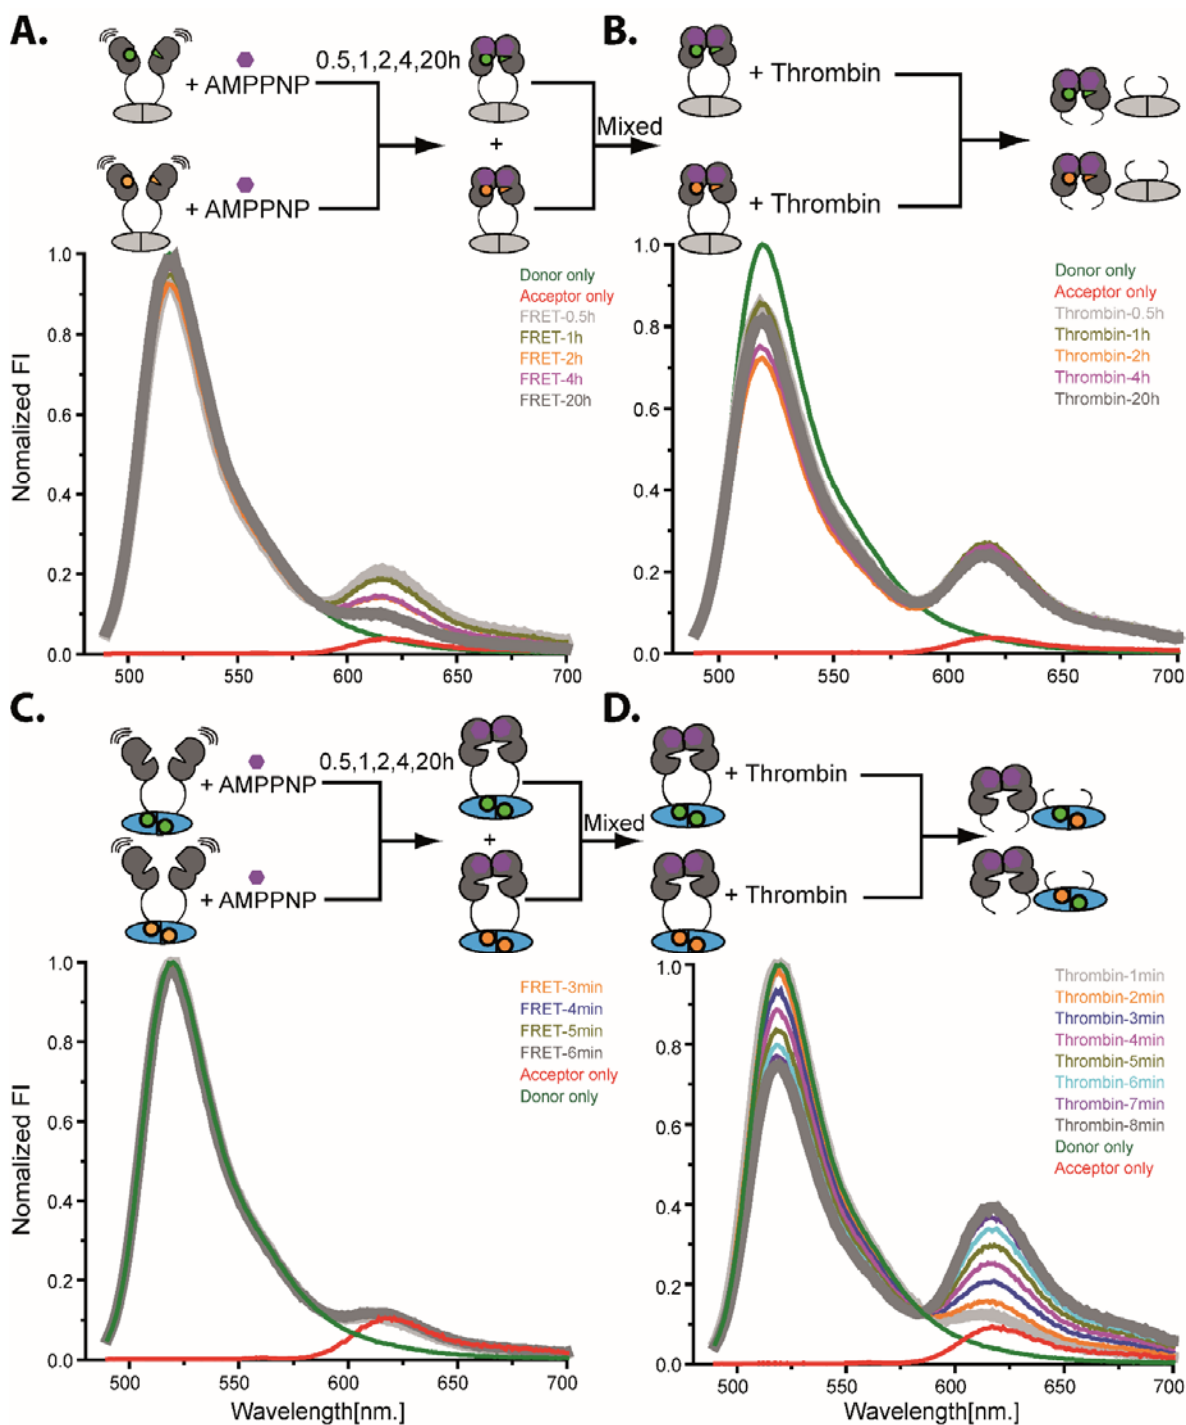 A.
+ AMPPNP
0.5,1,2,4,20h
+
Mixed
+ AMPPNP
B.
+ Thrombin
+ Thrombin
Nomalized FI
1.0
0.8
0.6
0.4
0.2
0.0
500
550
600
650
700
Donor only
Acceptor only
FRET-0.5h
FRET-1h
FRET-2h
FRET-4h
FRET-20h
1.0
0.8
0.6
0.4
0.2
0.0
500
550
600
650
700
Donor only
Acceptor only
Thrombin-0.5h
Thrombin-1h
Thrombin-2h
Thrombin-4h
Thrombin-20h
C.
+ AMPPNP
0.5,1,2,4,20h
+
Mixed
+ AMPPNP
D.
+ Thrombin
+ Thrombin
Nomalized FI
1.0
0.8
0.6
0.4
0.2
0.0
500
550
600
650
700
Wavelength[nm.]
FRET-3min
FRET-4min
FRET-5min
FRET-6min
Acceptor only
Donor only
1.0
0.8
0.6
0.4
0.2
0.0
500
550
600
650
700
Wavelength[nm.]
Thrombin-1min
Thrombin-2min
Thrombin-3min
Thrombin-4min
Thrombin-5min
Thrombin-6min
Thrombin-7min
Thrombin-8min
Donor only
Acceptor only